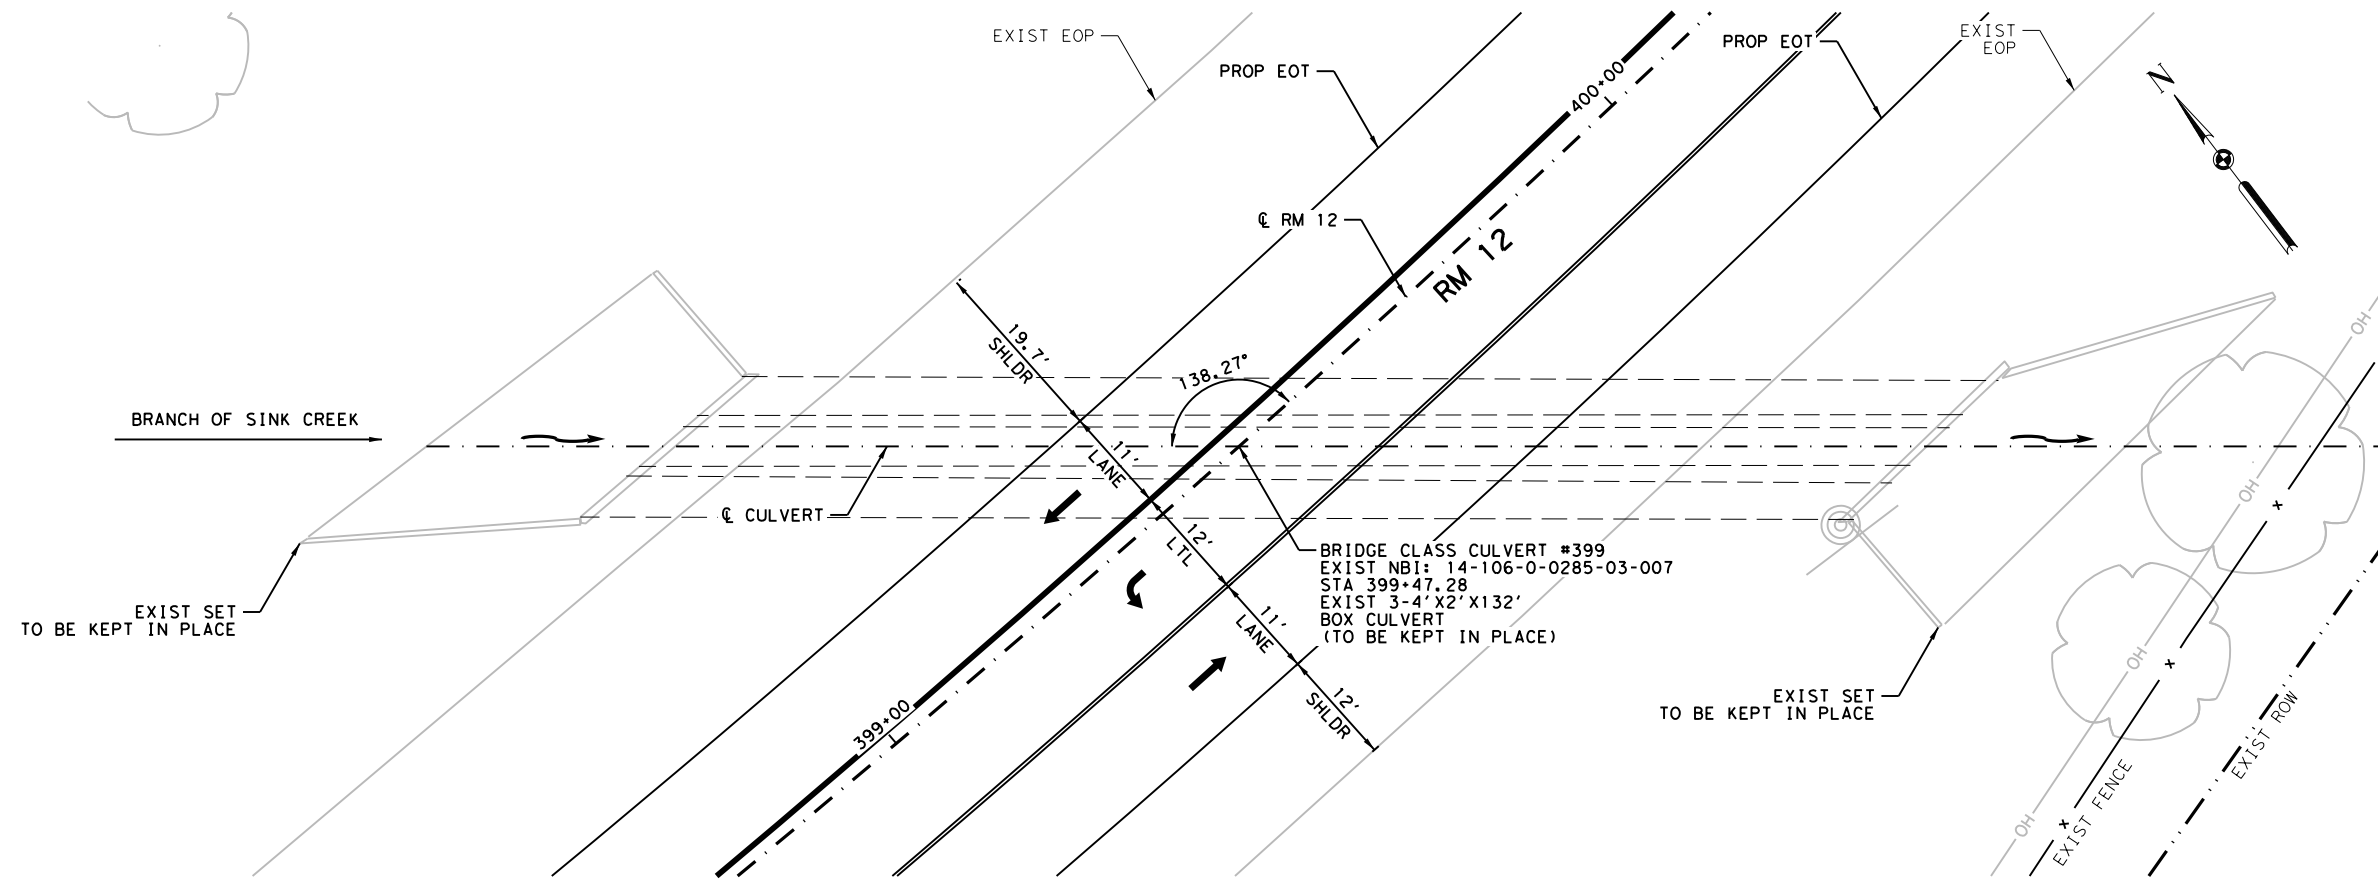 EXIST EOP
PROP EOT
PROP EOT
EXIST
EOP
N
400+00
℄ RM 12
RM 12
19.7'
SHLDR
138.27°
BRANCH OF SINK CREEK
11'
LANE
℄ CULVERT
12'
LTL
BRIDGE CLASS CULVERT #399
EXIST NBI: 14-106-0-0285-03-007
STA 399+47.28
EXIST 3-4'X2'X132'
BOX CULVERT
(TO BE KEPT IN PLACE)
11'
LANE
EXIST SET
TO BE KEPT IN PLACE
12'
SHLDR
399+00
EXIST SET
TO BE KEPT IN PLACE
OH
OH
OH
OH
EXIST ROW
EXIST FENCE